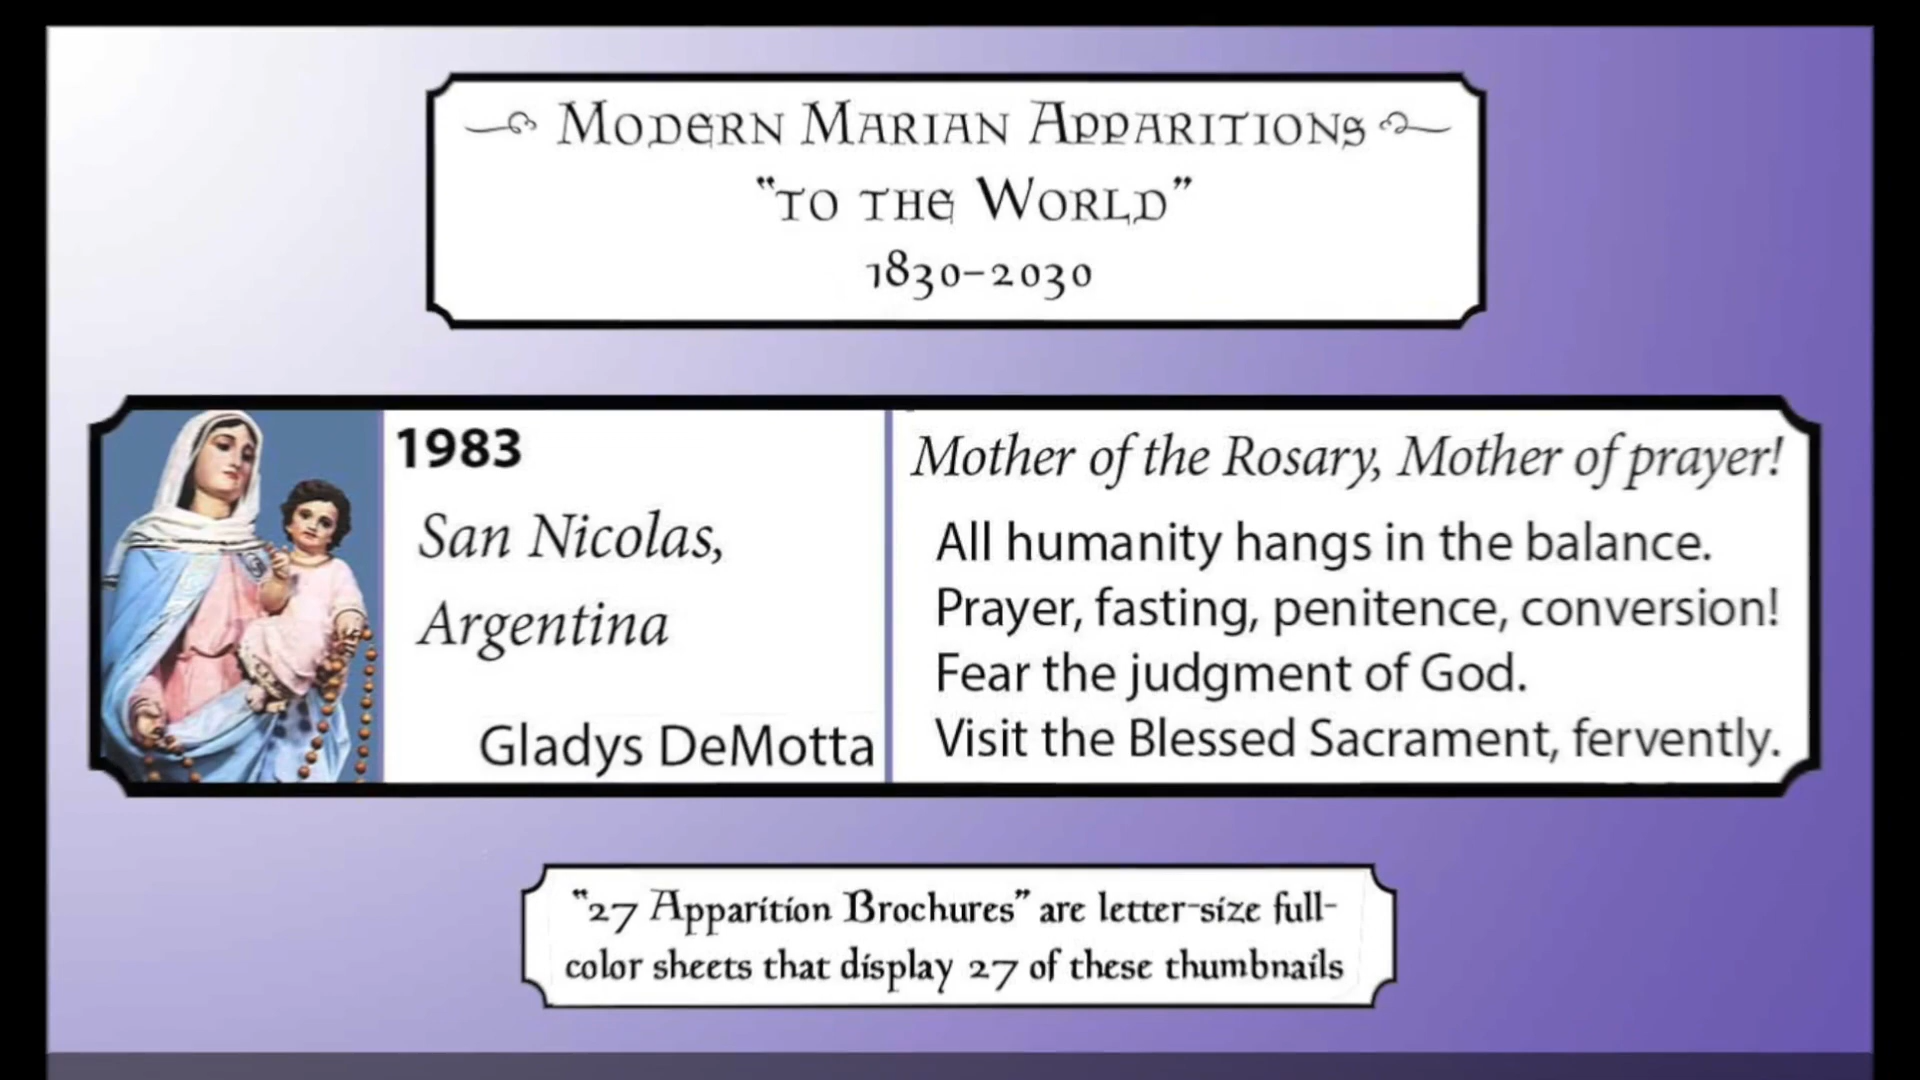 Modern Marian Apparitions
"to the World"
1830–2030
1983
San Nicolas,
Argentina
Gladys DeMotta
Mother of the Rosary, Mother of prayer!
All humanity hangs in the balance.
Prayer, fasting, penitence, conversion!
Fear the judgment of God.
Visit the Blessed Sacrament, fervently.
"27 Apparition Brochures" are letter-size full-
color sheets that display 27 of these thumbnails